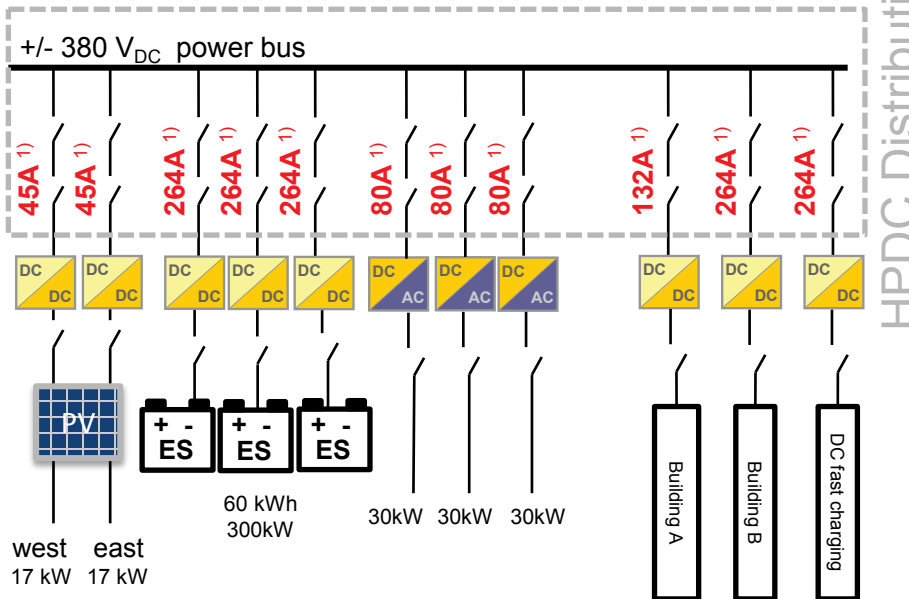 +/- 380 VDC power bus
45A 1)
45A 1)
264A 1)
264A 1)
264A 1)
80A 1)
80A 1)
80A 1)
132A 1)
264A 1)
264A 1)
DC DC
DC DC
DC DC
DC DC
DC DC
DC AC
DC AC
DC AC
DC DC
DC DC
DC DC
PV
+ -
ES
+ -
ES
+ -
ES
60 kWh
300kW
30kW 30kW 30kW
west east
17 kW 17 kW
Building A
Building B
DC fast charging
HPDC